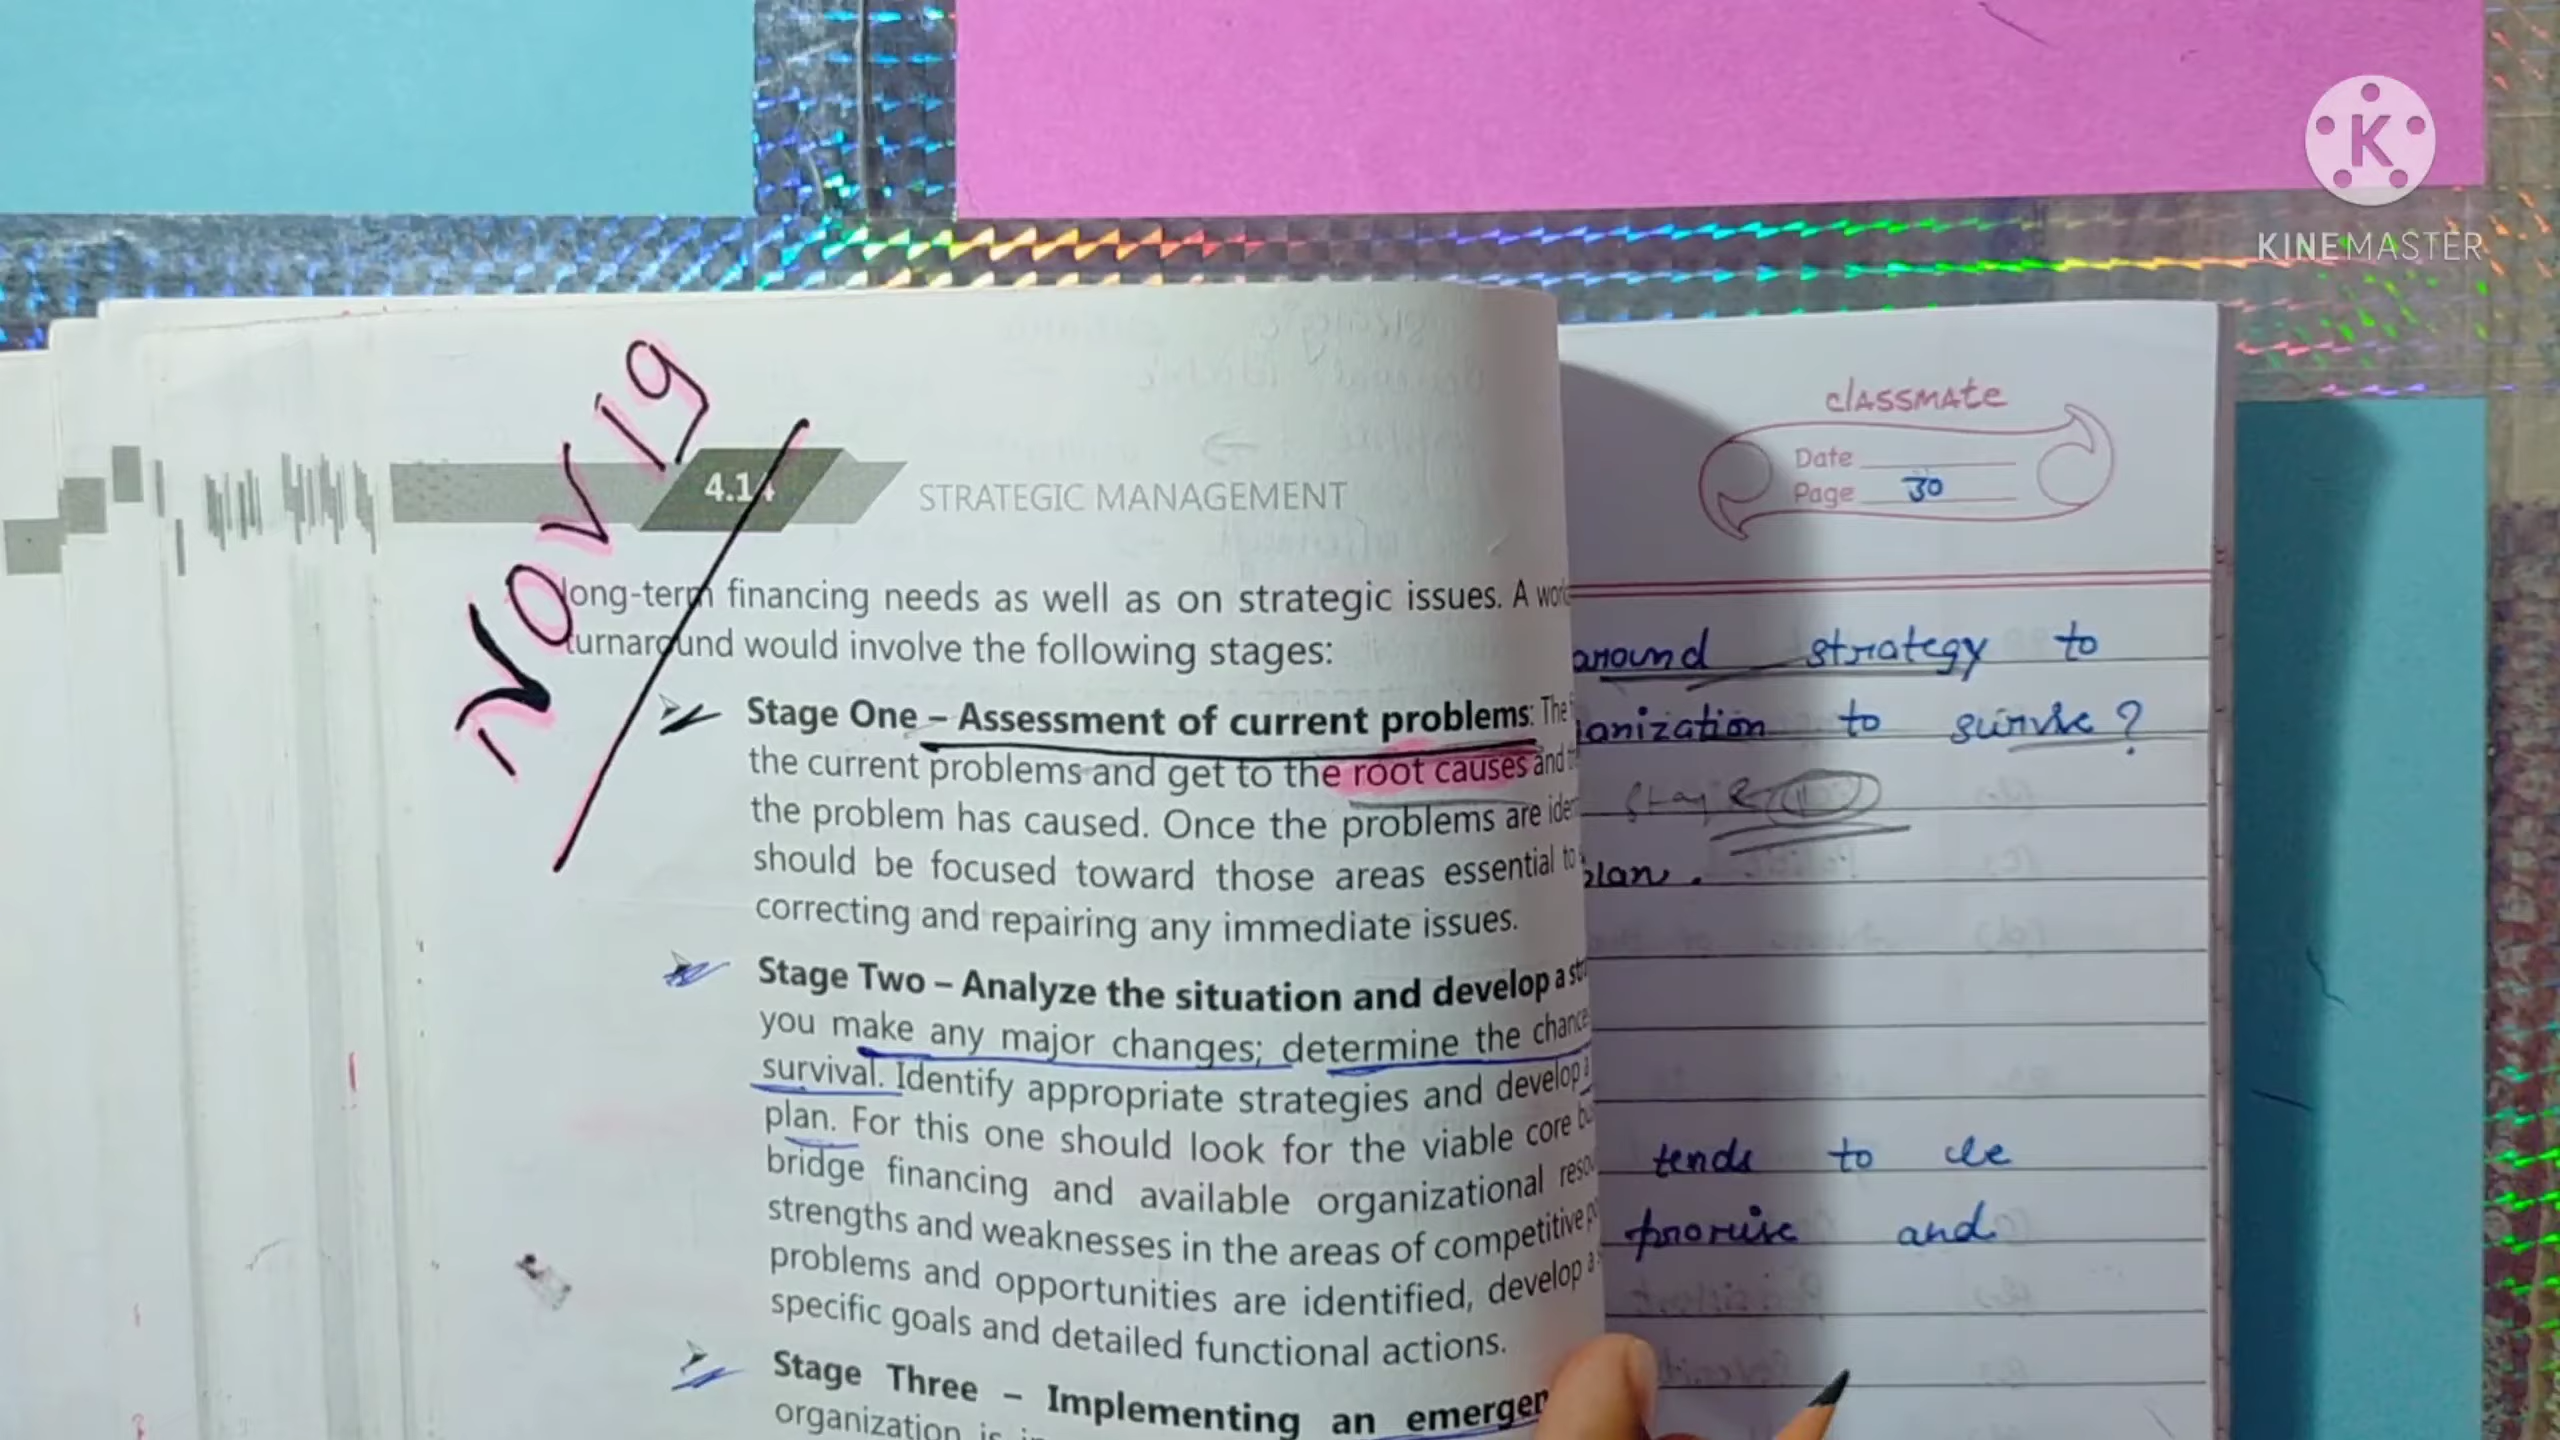 KINEMASTER
NOV 19
4.14
STRATEGIC MANAGEMENT
long-term financing needs as well as on strategic issues. A
turnaround would involve the following stages:
Stage One – Assessment of current problems: The
the current problems and get to the root causes and
the problem has caused. Once the problems are
should be focused toward those areas essential to
correcting and repairing any immediate issues.
Stage Two – Analyze the situation and develop a
you make any major changes; determine the
survival. Identify appropriate strategies and develop a
plan. For this one should look for the viable core
bridge financing and available organizational
strengths and weaknesses in the areas of competitive
problems and opportunities are identified, develop a
specific goals and detailed functional actions.
Stage Three – Implementing an
organization
classmate
Date
Page 30
around strategy to
anization to survive?
Stage 11
plan.
tends to be
promise and